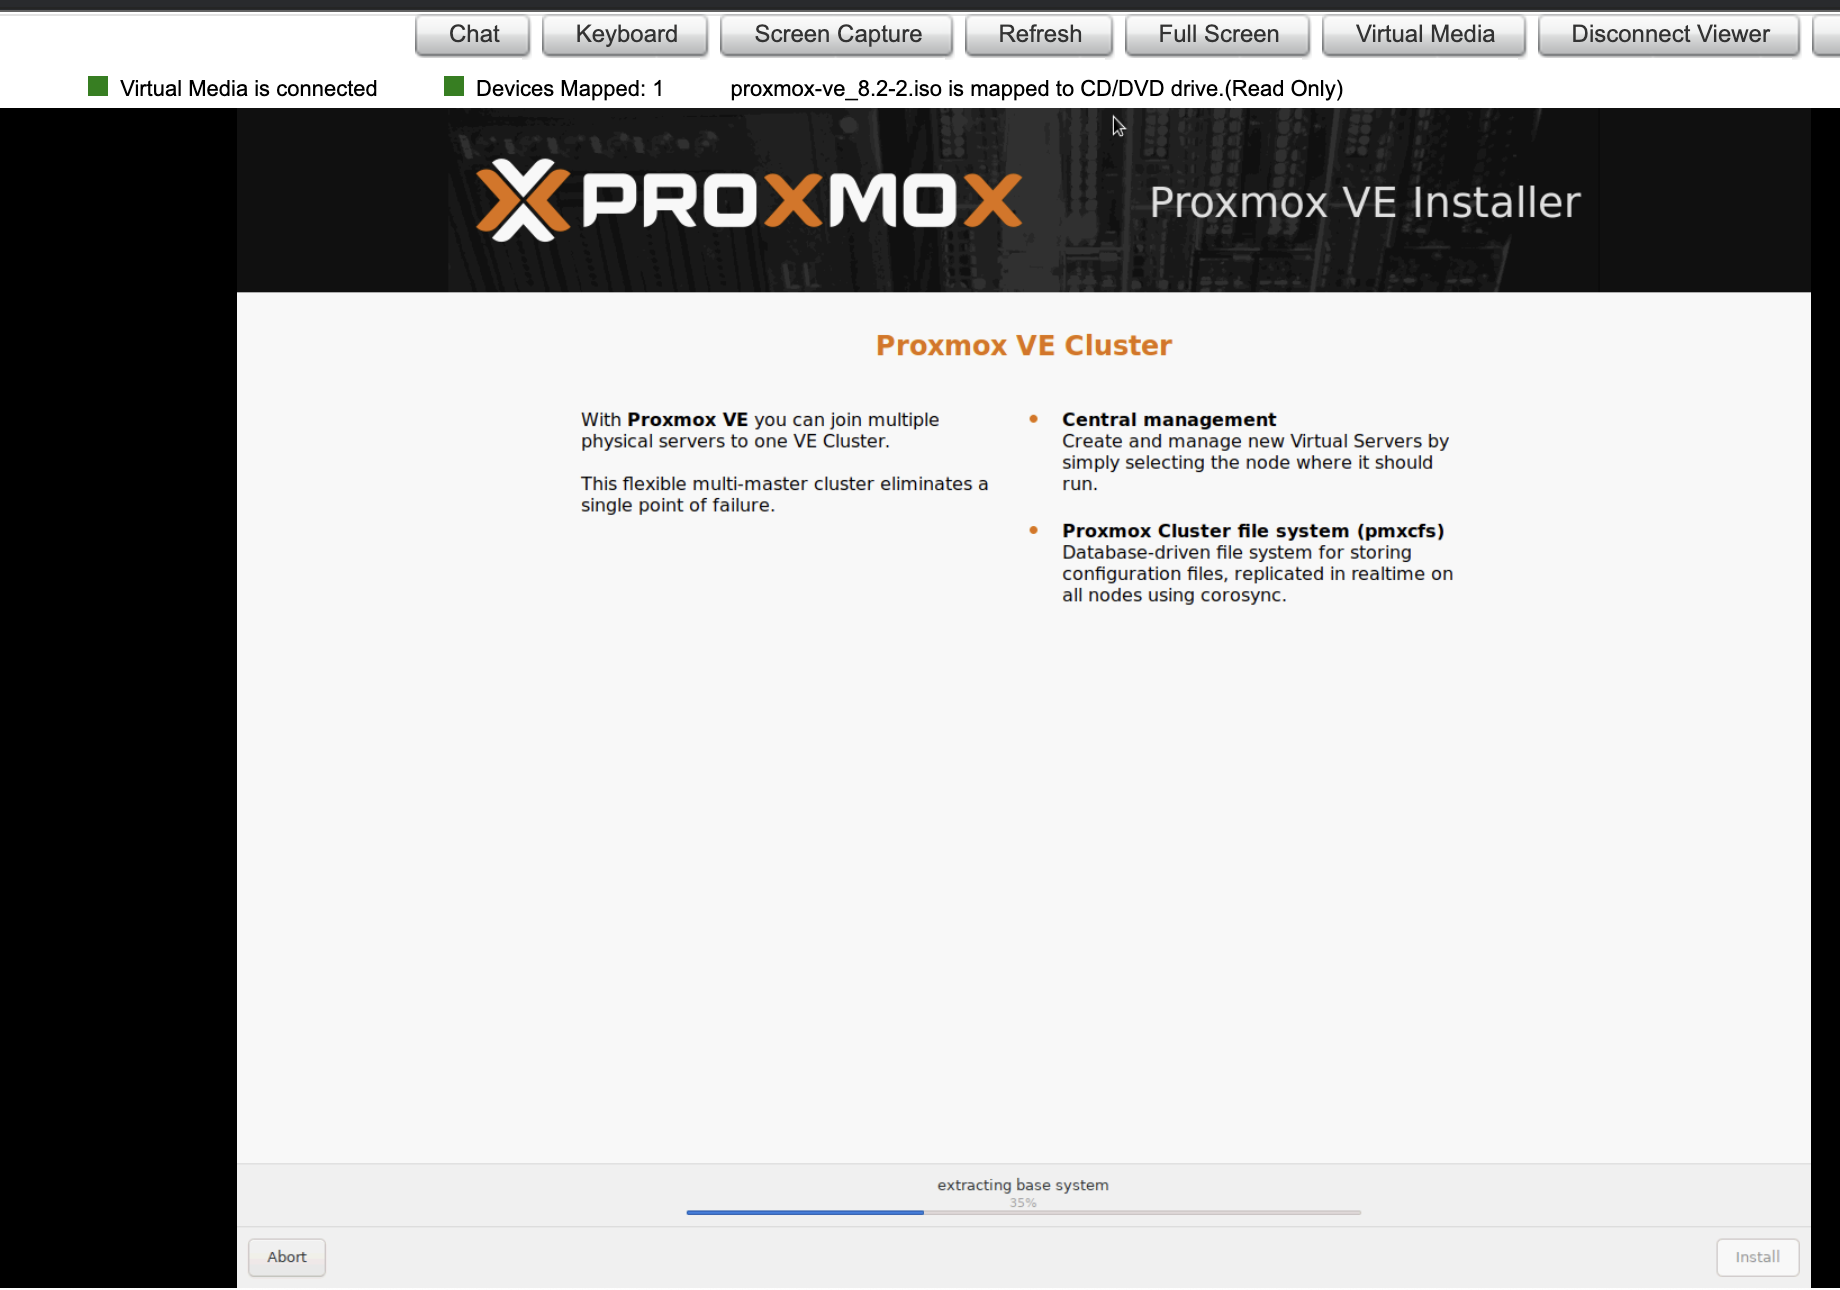 Chat Keyboard Screen Capture Refresh Full Screen Virtual Media Disconnect Viewer
Virtual Media is connected Devices Mapped: 1 proxmox-ve_8.2-2.iso is mapped to CD/DVD drive.(Read Only)
PROXMOX Proxmox VE Installer
Proxmox VE Cluster
With Proxmox VE you can join multiple
physical servers to one VE Cluster.
This flexible multi-master cluster eliminates a
single point of failure.
Central management
Create and manage new Virtual Servers by
simply selecting the node where it should
run.
Proxmox Cluster file system (pmxcfs)
Database-driven file system for storing
configuration files, replicated in realtime on
all nodes using corosync.
extracting base system
35%
Abort Install